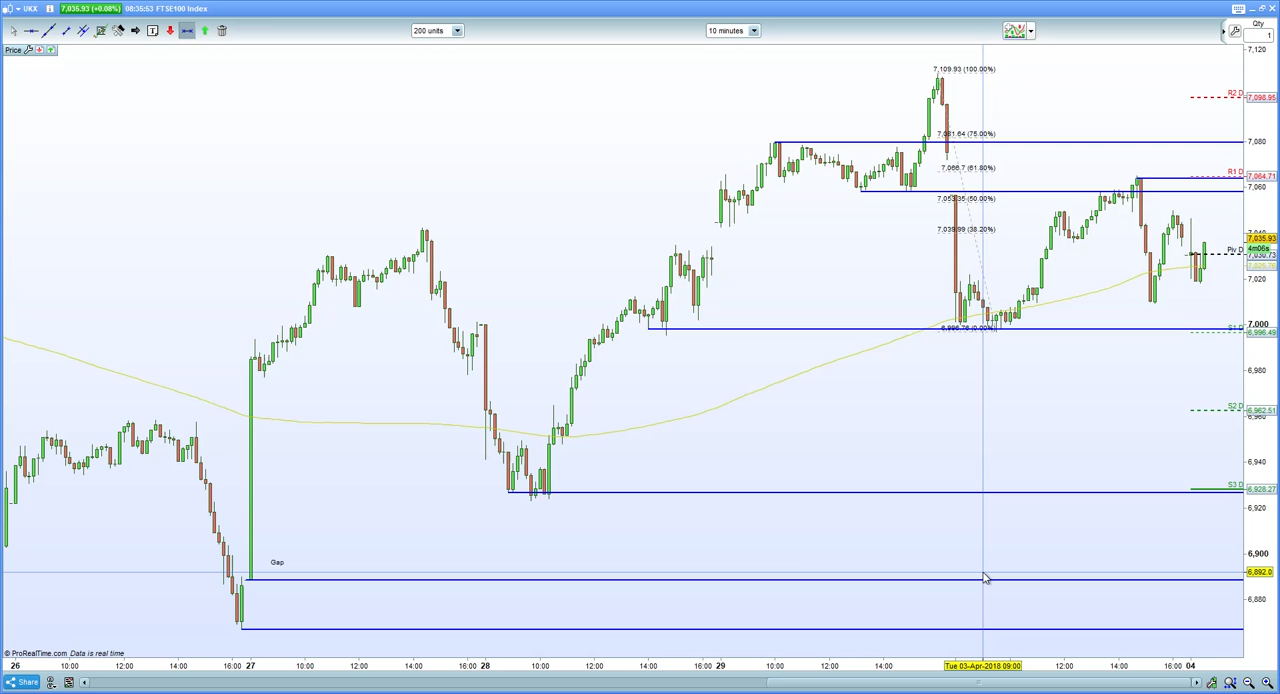 UKX 7,035.93 (+0.08%) 08:35:53 FTSE100 Index
200 units 10 minutes Qty
1
Price
7,120
7,109.93 (100.00%)
R2 D 7,098.95
7,081.64 (75.00%)
7,080
7,066.7 (61.80%)
R1 D 7,064.71
7,060
7,053.35 (50.00%)
7,039.99 (38.20%)
7,035.93
4m06s
Piv D 7,030.73
7,020
7,000
6,996.76 (0.00%)
S1 D 6,996.49
6,980
S2 D 6,962.51
6,940
S3 D 6,928.27
6,920
6,900
Gap
6,892.0
6,880
© ProRealTime.com Data is real time
26 10:00 12:00 14:00 16:00 27 10:00 12:00 14:00 16:00 28 10:00 12:00 14:00 16:00 29 10:00 12:00 14:00 Tue 03-Apr-2018 09:00 12:00 14:00 16:00 04
Share